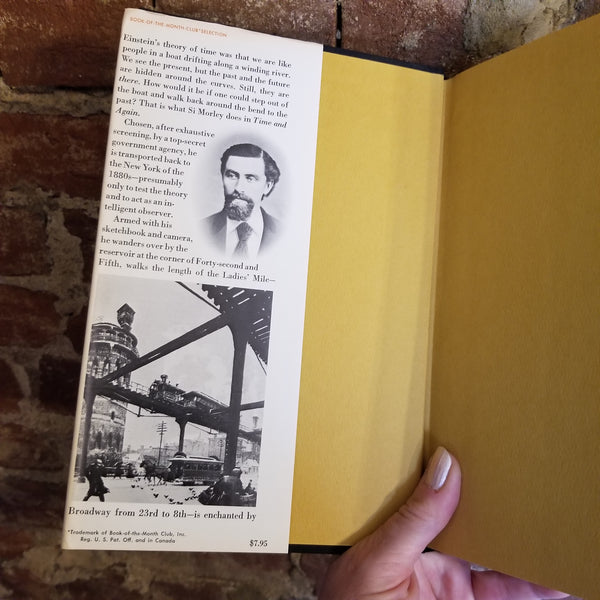 BOOK-OF-THE-MONTH-CLUB*SELECTION
Einstein's theory of time was that we are like
people in a boat drifting along a winding river.
We see the present, but the past and the future
are hidden around the curves. Still, they are
there. How would it be if one could step out of
the boat and walk back around the bend to the
past? That is what Si Morley does in Time and
Again.
Chosen, after exhaustive
screening, by a top-secret
government agency, he
is transported back to
the New York of the
1880s—presumably
only to test the theory
and to act as an in-
telligent observer.
Armed with his
sketchbook and camera,
he wanders over by the
reservoir at the corner of Forty-second and
Fifth, walks the length of the Ladies' Mile—
Broadway from 23rd to 8th—is enchanted by
*Trademark of Book-of-the-Month Club, Inc.
Reg. U. S. Pat. Off. and in Canada
$7.95